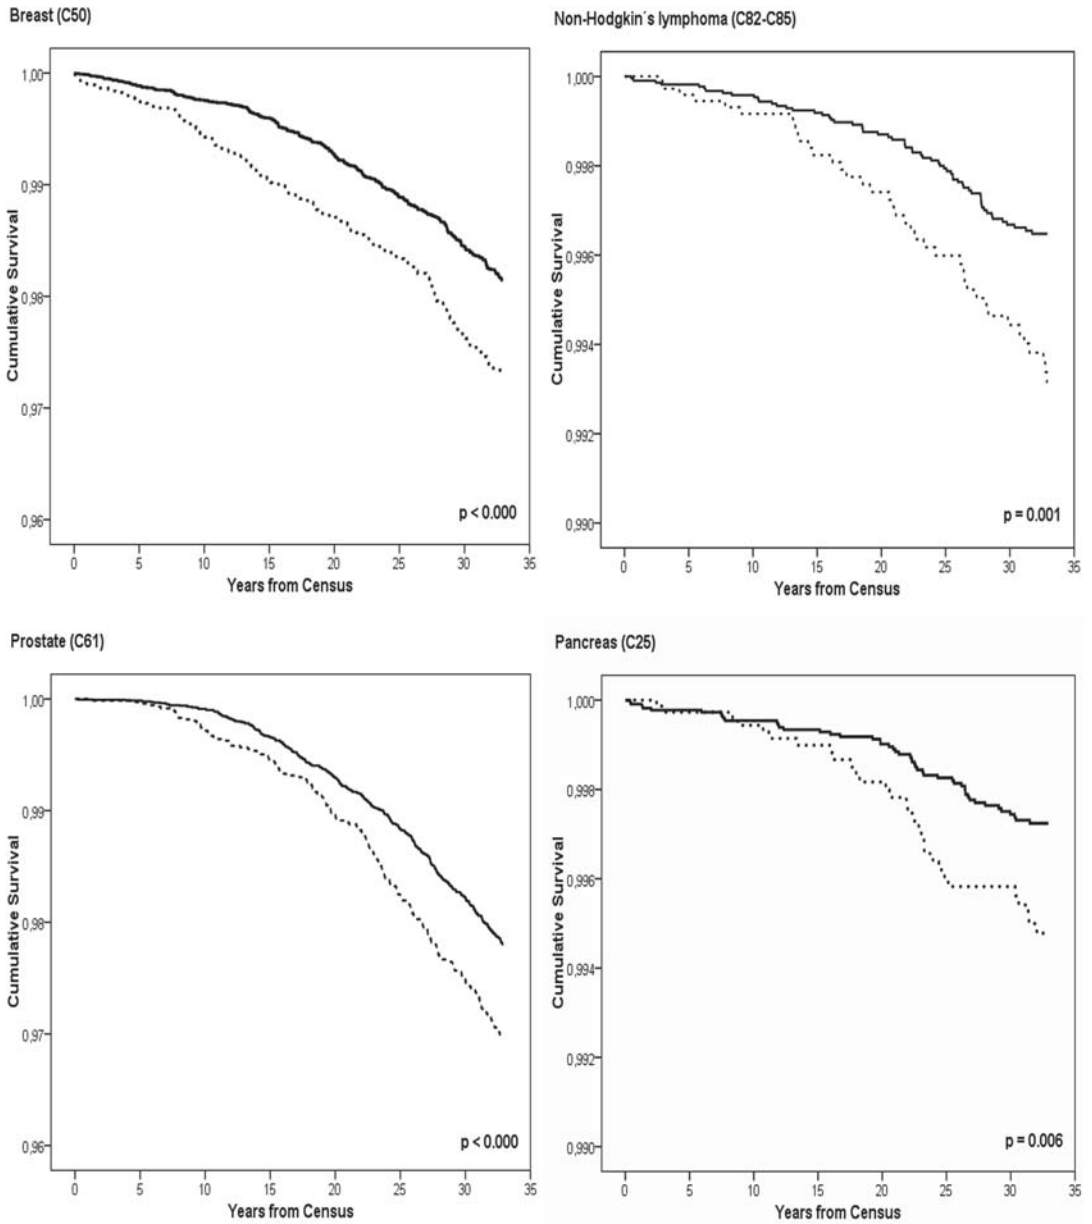 Breast (C50)
Cumulative Survival
1,00
0,99
0,98
0,97
0,96
p < 0.000
0 5 10 15 20 25 30 35
Years from Census
Non-Hodgkin´s lymphoma (C82-C85)
Cumulative Survival
1,000
0,998
0,996
0,994
0,992
0,990
p = 0.001
0 5 10 15 20 25 30 35
Years from Census
Prostate (C61)
Cumulative Survival
1,00
0,99
0,98
0,97
0,96
p < 0.000
0 5 10 15 20 25 30 35
Years from Census
Pancreas (C25)
Cumulative Survival
1,000
0,998
0,996
0,994
0,992
0,990
p = 0.006
0 5 10 15 20 25 30 35
Years from Census